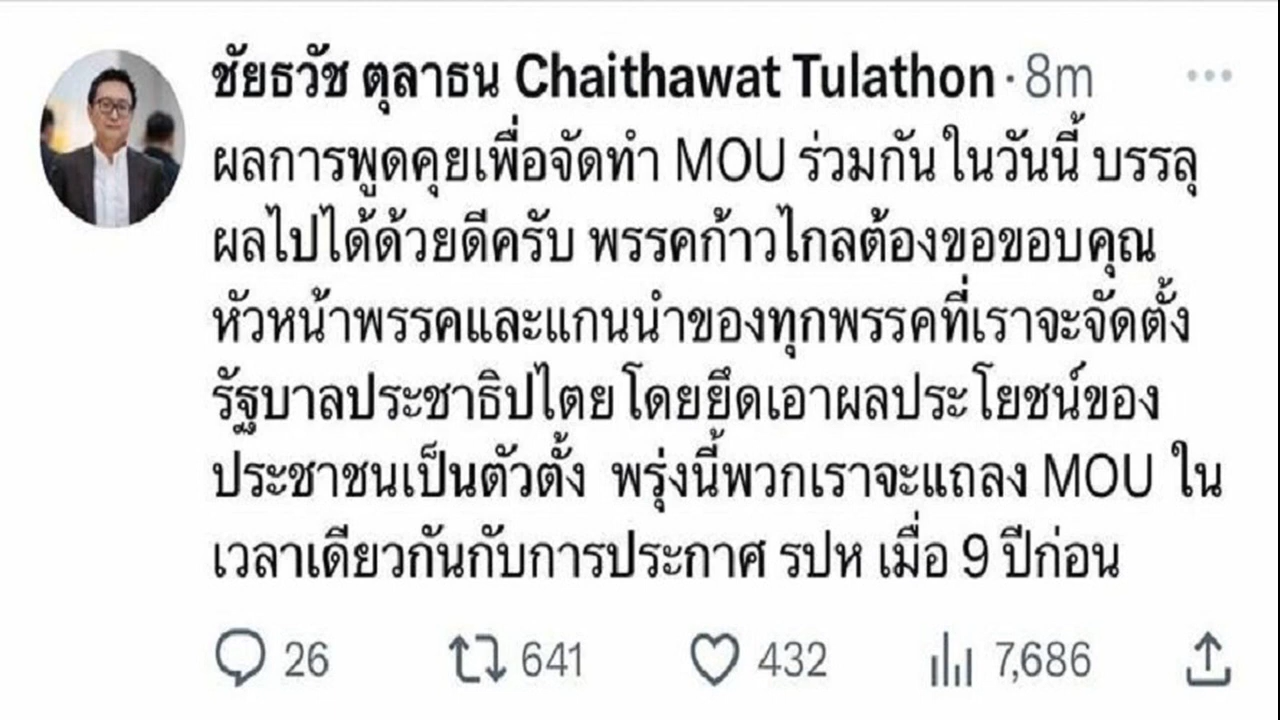 ชัยธวัช ตุลาธน Chaithawat Tulathon · 8m
ผลการพูดคุยเพื่อจัดทำ MOU ร่วมกัน ในวันนี้ บรรลุ
ผลไปได้ด้วยดีครับ พรรคก้าวไกลต้องขอขอบคุณ
หัวหน้าพรรคและแกนนำของทุกพรรคที่เราจะจัดตั้ง
รัฐบาลประชาธิปไตย โดยยึดเอาผลประโยชน์ของ
ประชาชนเป็นตัวตั้ง พรุ่งนี้พวกเราจะแถลง MOU ใน
เวลาเดียวกันกับการประกาศ รปห เมื่อ 9 ปีก่อน
26 641 432 7,686